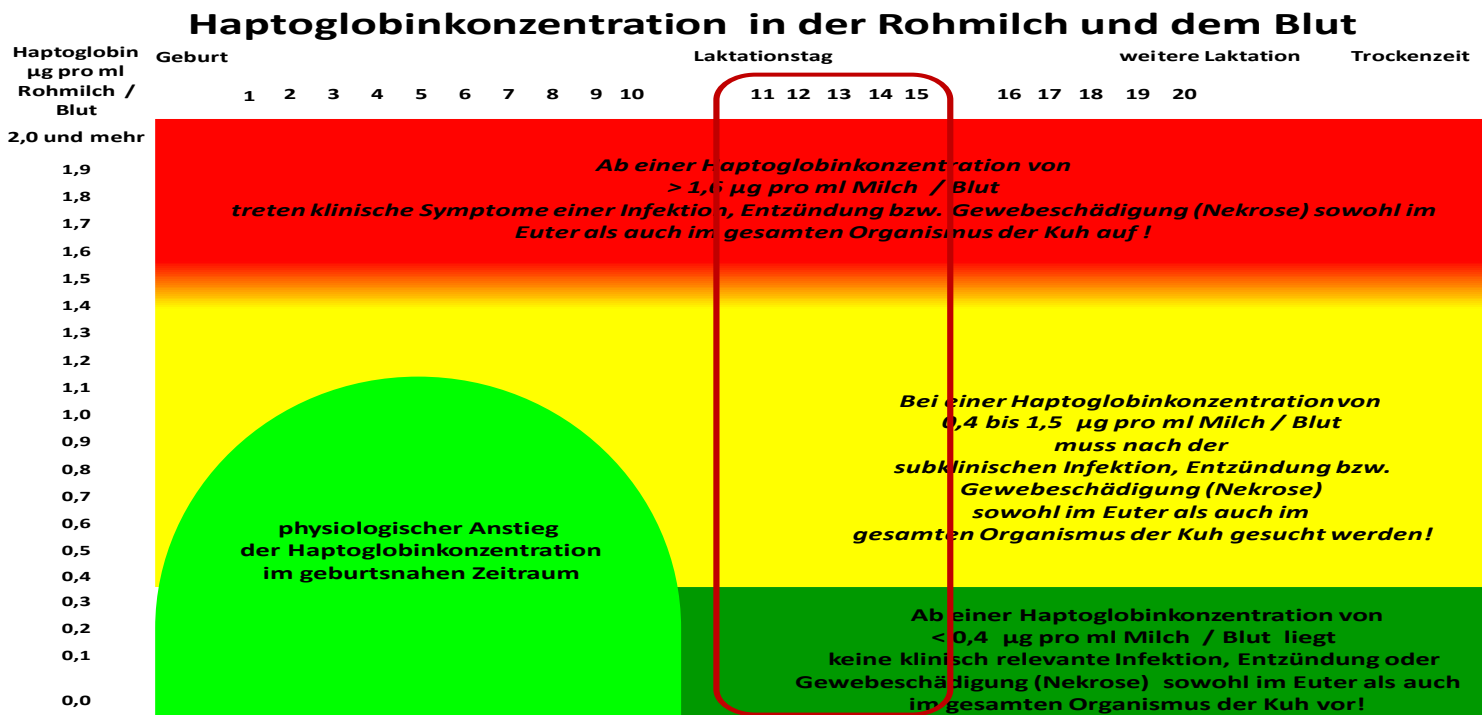 Haptoglobinkonzentration in der Rohmilch und dem Blut
Haptoglobin
µg pro ml
Rohmilch /
Blut
Geburt
Laktationstag
weitere Laktation
Trockenzeit
1 2 3 4 5 6 7 8 9 10 11 12 13 14 15 16 17 18 19 20
2,0 und mehr
1,9
1,8
1,7
1,6
1,5
1,4
1,3
1,2
1,1
1,0
0,9
0,8
0,7
0,6
0,5
0,4
0,3
0,2
0,1
0,0
Ab einer Haptoglobinkonzentration von
> 1,6 µg pro ml Milch / Blut
treten klinische Symptome einer Infektion, Entzündung bzw. Gewebeschädigung (Nekrose) sowohl im
Euter als auch im gesamten Organismus der Kuh auf !
Bei einer Haptoglobinkonzentration von
0,4 bis 1,5 µg pro ml Milch / Blut
muss nach der
subklinischen Infektion, Entzündung bzw.
Gewebeschädigung (Nekrose)
sowohl im Euter als auch im
gesamten Organismus der Kuh gesucht werden!
physiologischer Anstieg
der Haptoglobinkonzentration
im geburtsnahen Zeitraum
Ab einer Haptoglobinkonzentration von
< 0,4 µg pro ml Milch / Blut liegt
keine klinisch relevante Infektion, Entzündung oder
Gewebeschädigung (Nekrose) sowohl im Euter als auch
im gesamten Organismus der Kuh vor!